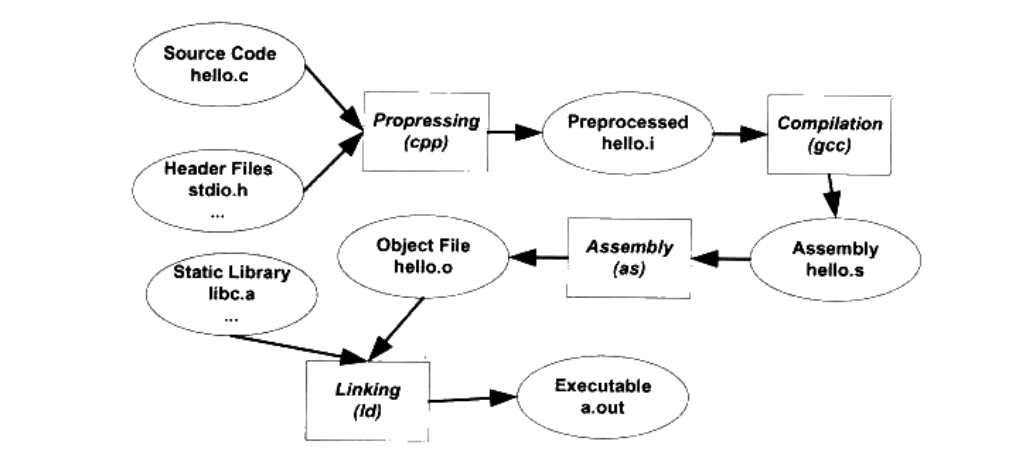 Source Code
hello.c
Propressing
(cpp)
Preprocessed
hello.i
Compilation
(gcc)
Header Files
stdio.h
...
Object File
hello.o
Assembly
(as)
Assembly
hello.s
Static Library
libc.a
...
Linking
(ld)
Executable
a.out